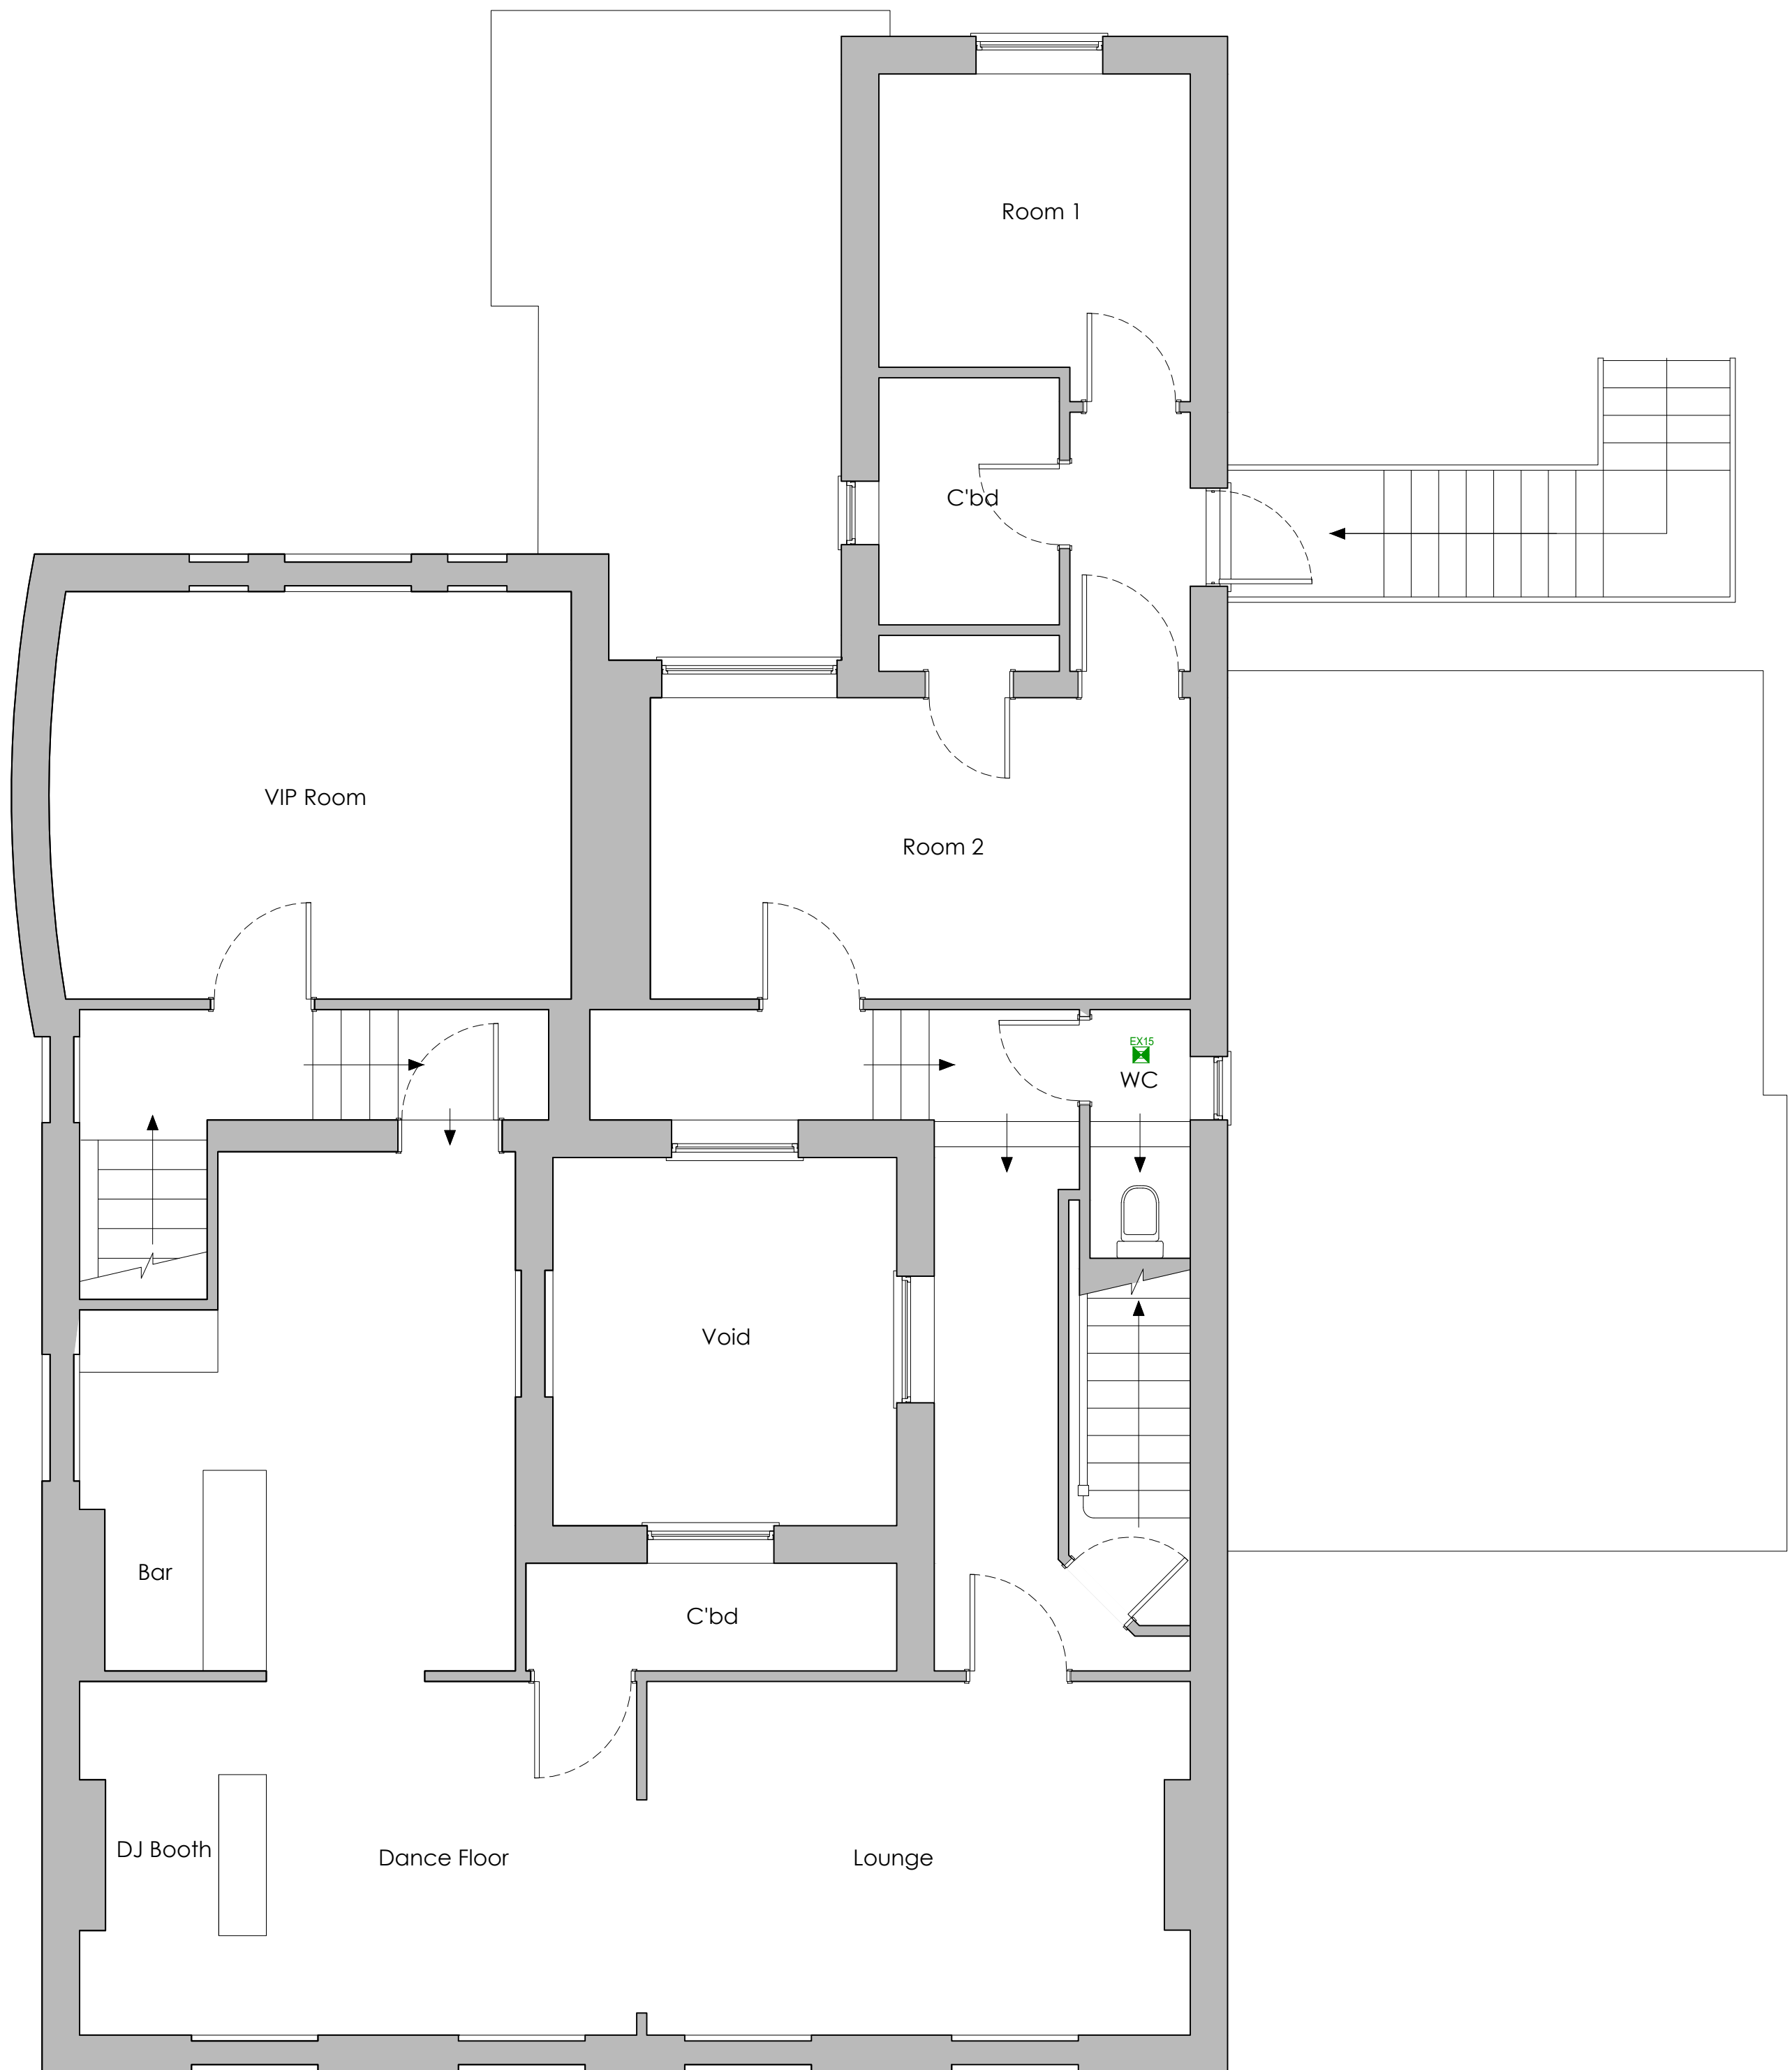 Room 1
C'bd
VIP Room
Room 2
EX15
WC
Void
Bar
C'bd
DJ Booth
Dance Floor
Lounge